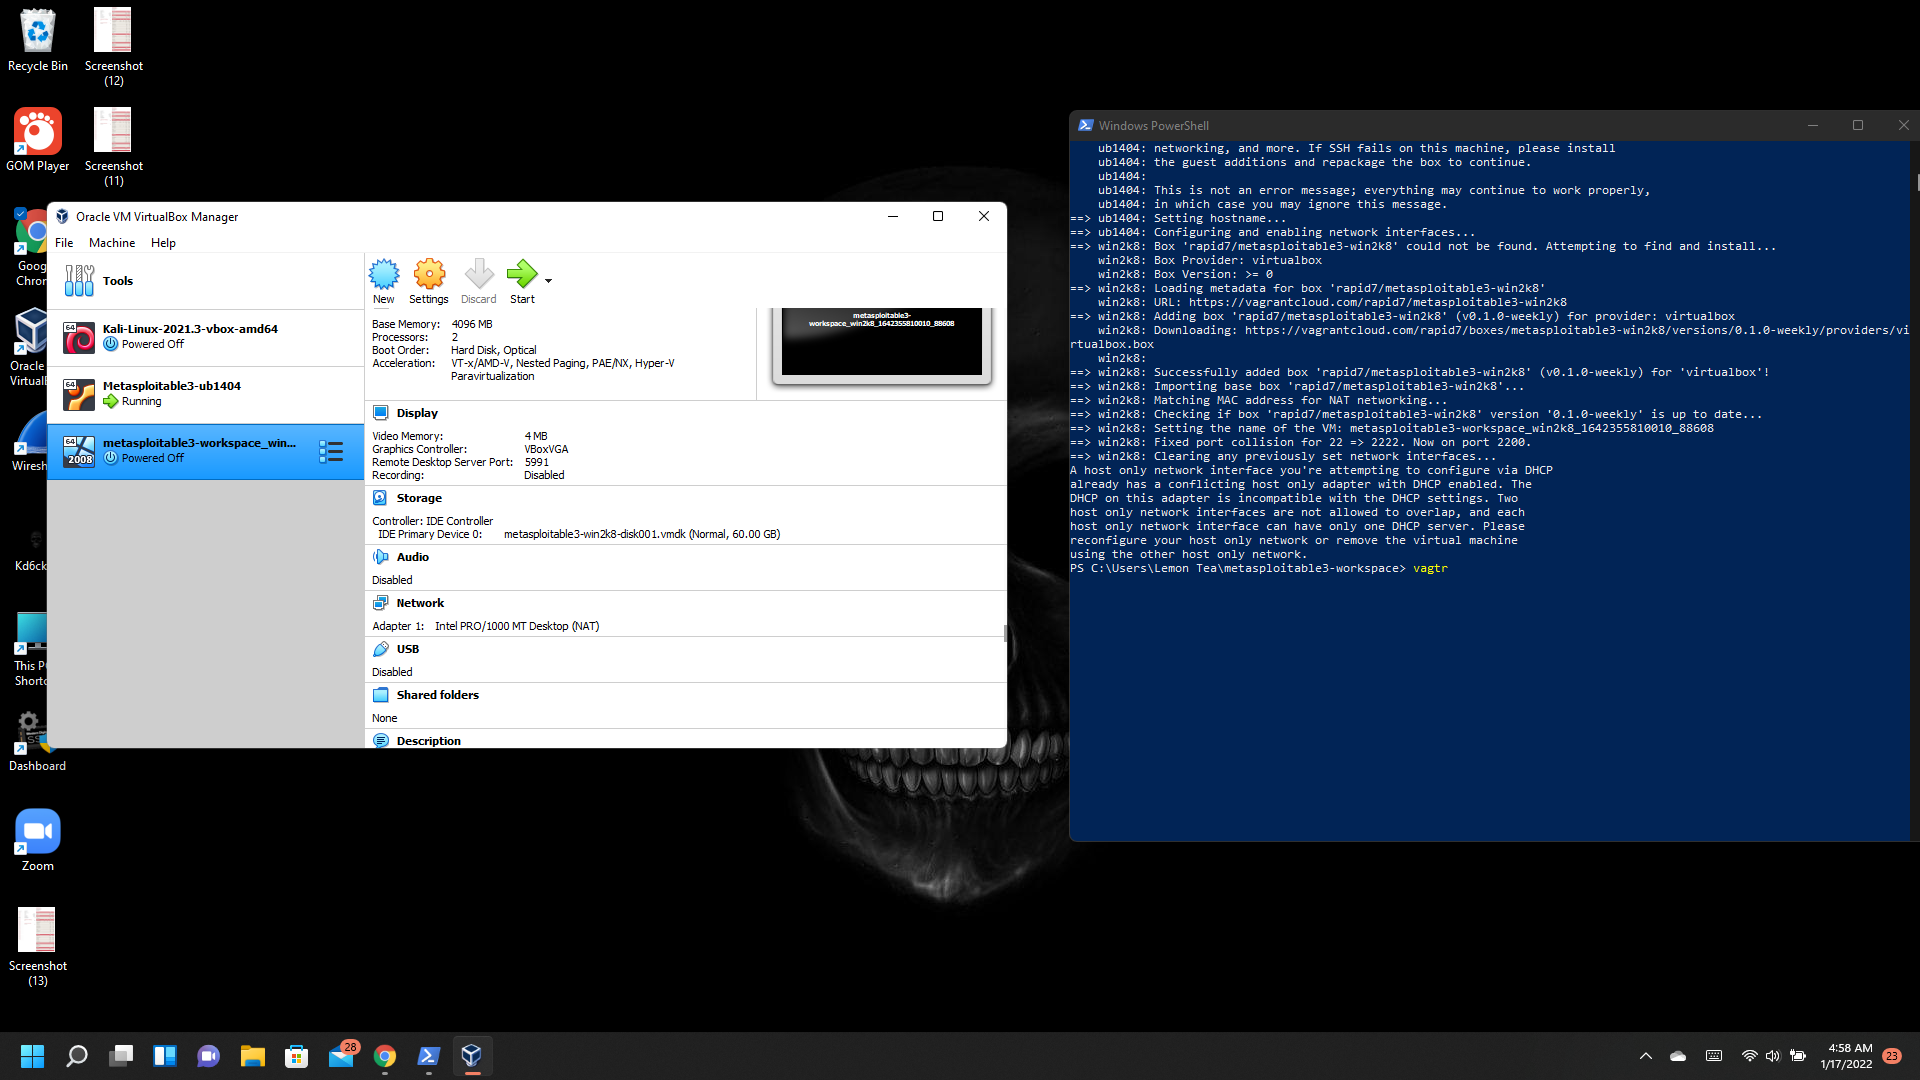 Recycle Bin
Screenshot
(12)
GOM Player
Screenshot
(11)
Goog
Chron
Oracle
VirtualB
Wiresh
Kd6ck
This P
Shortc
Dashboard
Zoom
Screenshot
(13)
Oracle VM VirtualBox Manager
File Machine Help
Tools
64
Kali-Linux-2021.3-vbox-amd64
Powered Off
64
Metasploitable3-ub1404
Running
64
2008
metasploitable3-workspace_win...
Powered Off
New Settings Discard Start
Base Memory: 4096 MB
Processors: 2
Boot Order: Hard Disk, Optical
Acceleration: VT-x/AMD-V, Nested Paging, PAE/NX, Hyper-V
Paravirtualization
metasploitable3-
workspace_win2k8_1642355810010_88608
Display
Video Memory: 4 MB
Graphics Controller: VBoxVGA
Remote Desktop Server Port: 5991
Recording: Disabled
Storage
Controller: IDE Controller
IDE Primary Device 0: metasploitable3-win2k8-disk001.vmdk (Normal, 60.00 GB)
Audio
Disabled
Network
Adapter 1: Intel PRO/1000 MT Desktop (NAT)
USB
Disabled
Shared folders
None
Description
Windows PowerShell
ub1404: networking, and more. If SSH fails on this machine, please install
ub1404: the guest additions and repackage the box to continue.
ub1404:
ub1404: This is not an error message; everything may continue to work properly,
ub1404: in which case you may ignore this message.
==> ub1404: Setting hostname...
==> ub1404: Configuring and enabling network interfaces...
==> win2k8: Box 'rapid7/metasploitable3-win2k8' could not be found. Attempting to find and install...
win2k8: Box Provider: virtualbox
win2k8: Box Version: >= 0
==> win2k8: Loading metadata for box 'rapid7/metasploitable3-win2k8'
win2k8: URL: https://vagrantcloud.com/rapid7/metasploitable3-win2k8
==> win2k8: Adding box 'rapid7/metasploitable3-win2k8' (v0.1.0-weekly) for provider: virtualbox
win2k8: Downloading: https://vagrantcloud.com/rapid7/boxes/metasploitable3-win2k8/versions/0.1.0-weekly/providers/vi
rtualbox.box
win2k8:
==> win2k8: Successfully added box 'rapid7/metasploitable3-win2k8' (v0.1.0-weekly) for 'virtualbox'!
==> win2k8: Importing base box 'rapid7/metasploitable3-win2k8'...
==> win2k8: Matching MAC address for NAT networking...
==> win2k8: Checking if box 'rapid7/metasploitable3-win2k8' version '0.1.0-weekly' is up to date...
==> win2k8: Setting the name of the VM: metasploitable3-workspace_win2k8_1642355810010_88608
==> win2k8: Fixed port collision for 22 => 2222. Now on port 2200.
==> win2k8: Clearing any previously set network interfaces...
A host only network interface you're attempting to configure via DHCP
already has a conflicting host only adapter with DHCP enabled. The
DHCP on this adapter is incompatible with the DHCP settings. Two
host only network interfaces are not allowed to overlap, and each
host only network interface can have only one DHCP server. Please
reconfigure your host only network or remove the virtual machine
using the other host only network.
PS C:\Users\Lemon Tea\metasploitable3-workspace> vagtr
28
4:58 AM
1/17/2022
23